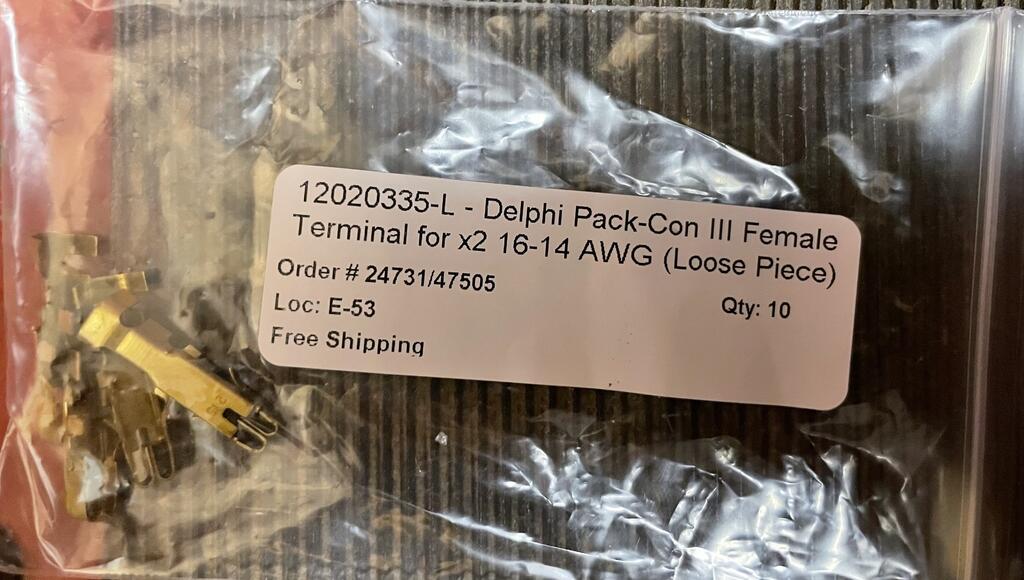 12020335-L - Delphi Pack-Con III Female
Terminal for x2 16-14 AWG (Loose Piece)
Order # 24731/47505
Qty: 10
Loc: E-53
Free Shipping